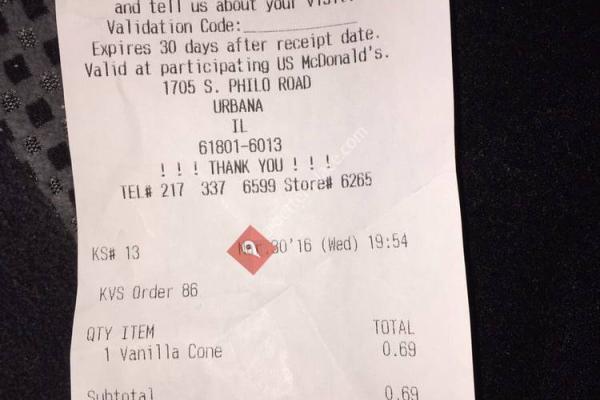 and tell us about your visit.
Validation Code:
Expires 30 days after receipt date.
Valid at participating US McDonald's.
1705 S. PHILO ROAD
URBANA
IL
61801-6013
! ! ! THANK YOU ! ! !
TEL# 217 337 6599 Store# 6265
KS# 13 Mar.30'16 (Wed) 19:54
KVS Order 86
QTY ITEM TOTAL
1 Vanilla Cone 0.69
Subtotal 0.69